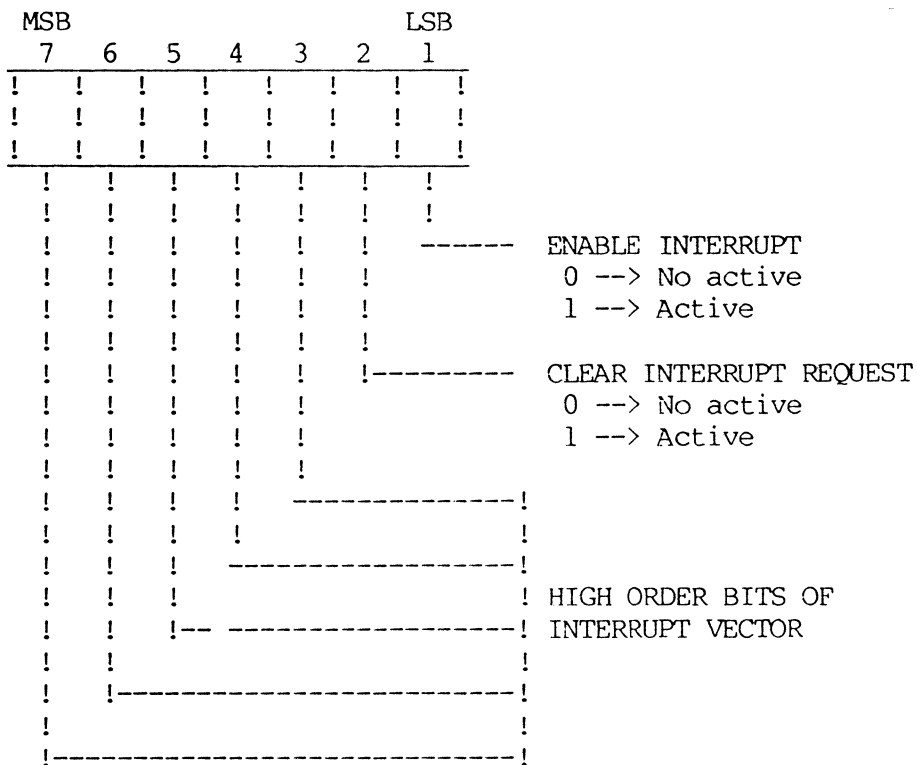 MSB LSB
7 6 5 4 3 2 1
ENABLE INTERRUPT
0 --> No active
1 --> Active
CLEAR INTERRUPT REQUEST
0 --> No active
1 --> Active
HIGH ORDER BITS OF
INTERRUPT VECTOR